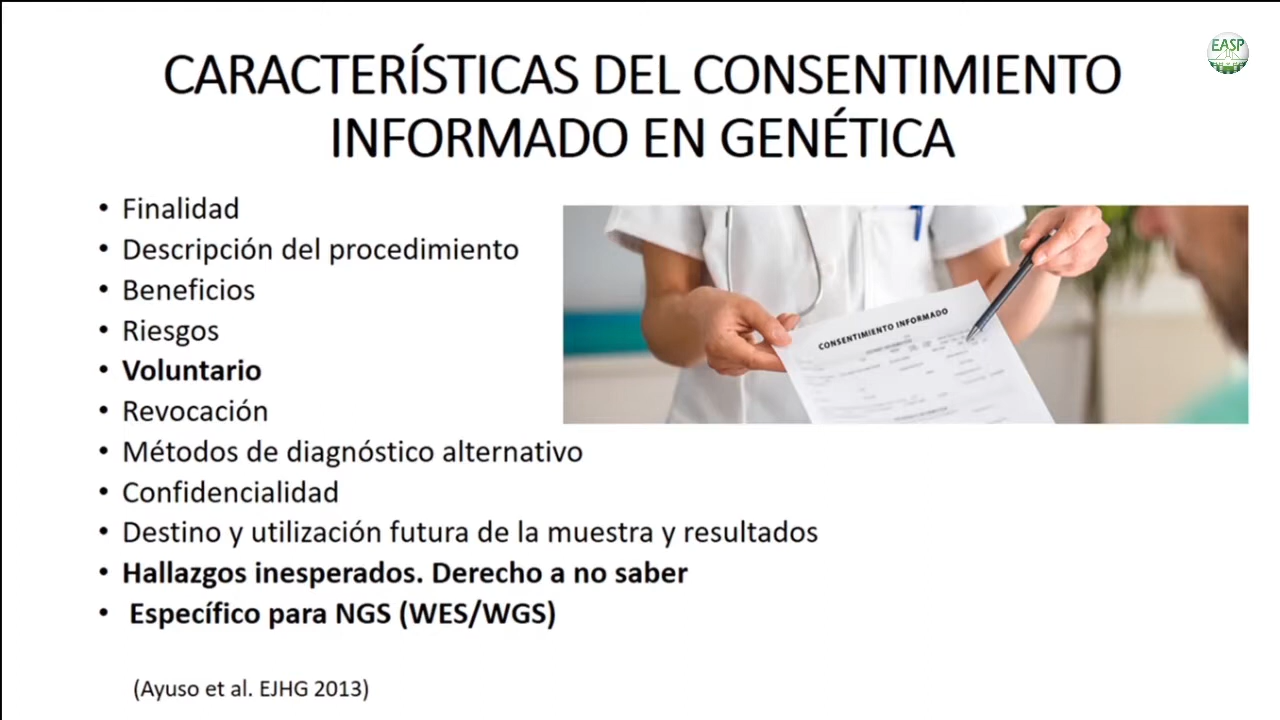 CARACTERÍSTICAS DEL CONSENTIMIENTO
INFORMADO EN GENÉTICA
EASP
• Finalidad
• Descripción del procedimiento
• Beneficios
• Riesgos
• Voluntario
• Revocación
• Métodos de diagnóstico alternativo
• Confidencialidad
• Destino y utilización futura de la muestra y resultados
• Hallazgos inesperados. Derecho a no saber
• Específico para NGS (WES/WGS)
(Ayuso et al. EJHG 2013)
CONSENTIMIENTO INFORMADO